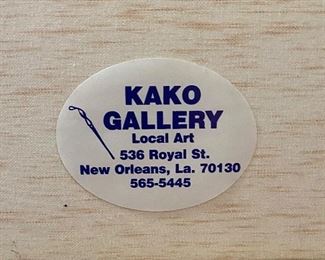 KAKO
GALLERY
Local Art
536 Royal St.
New Orleans, La. 70130
565-5445